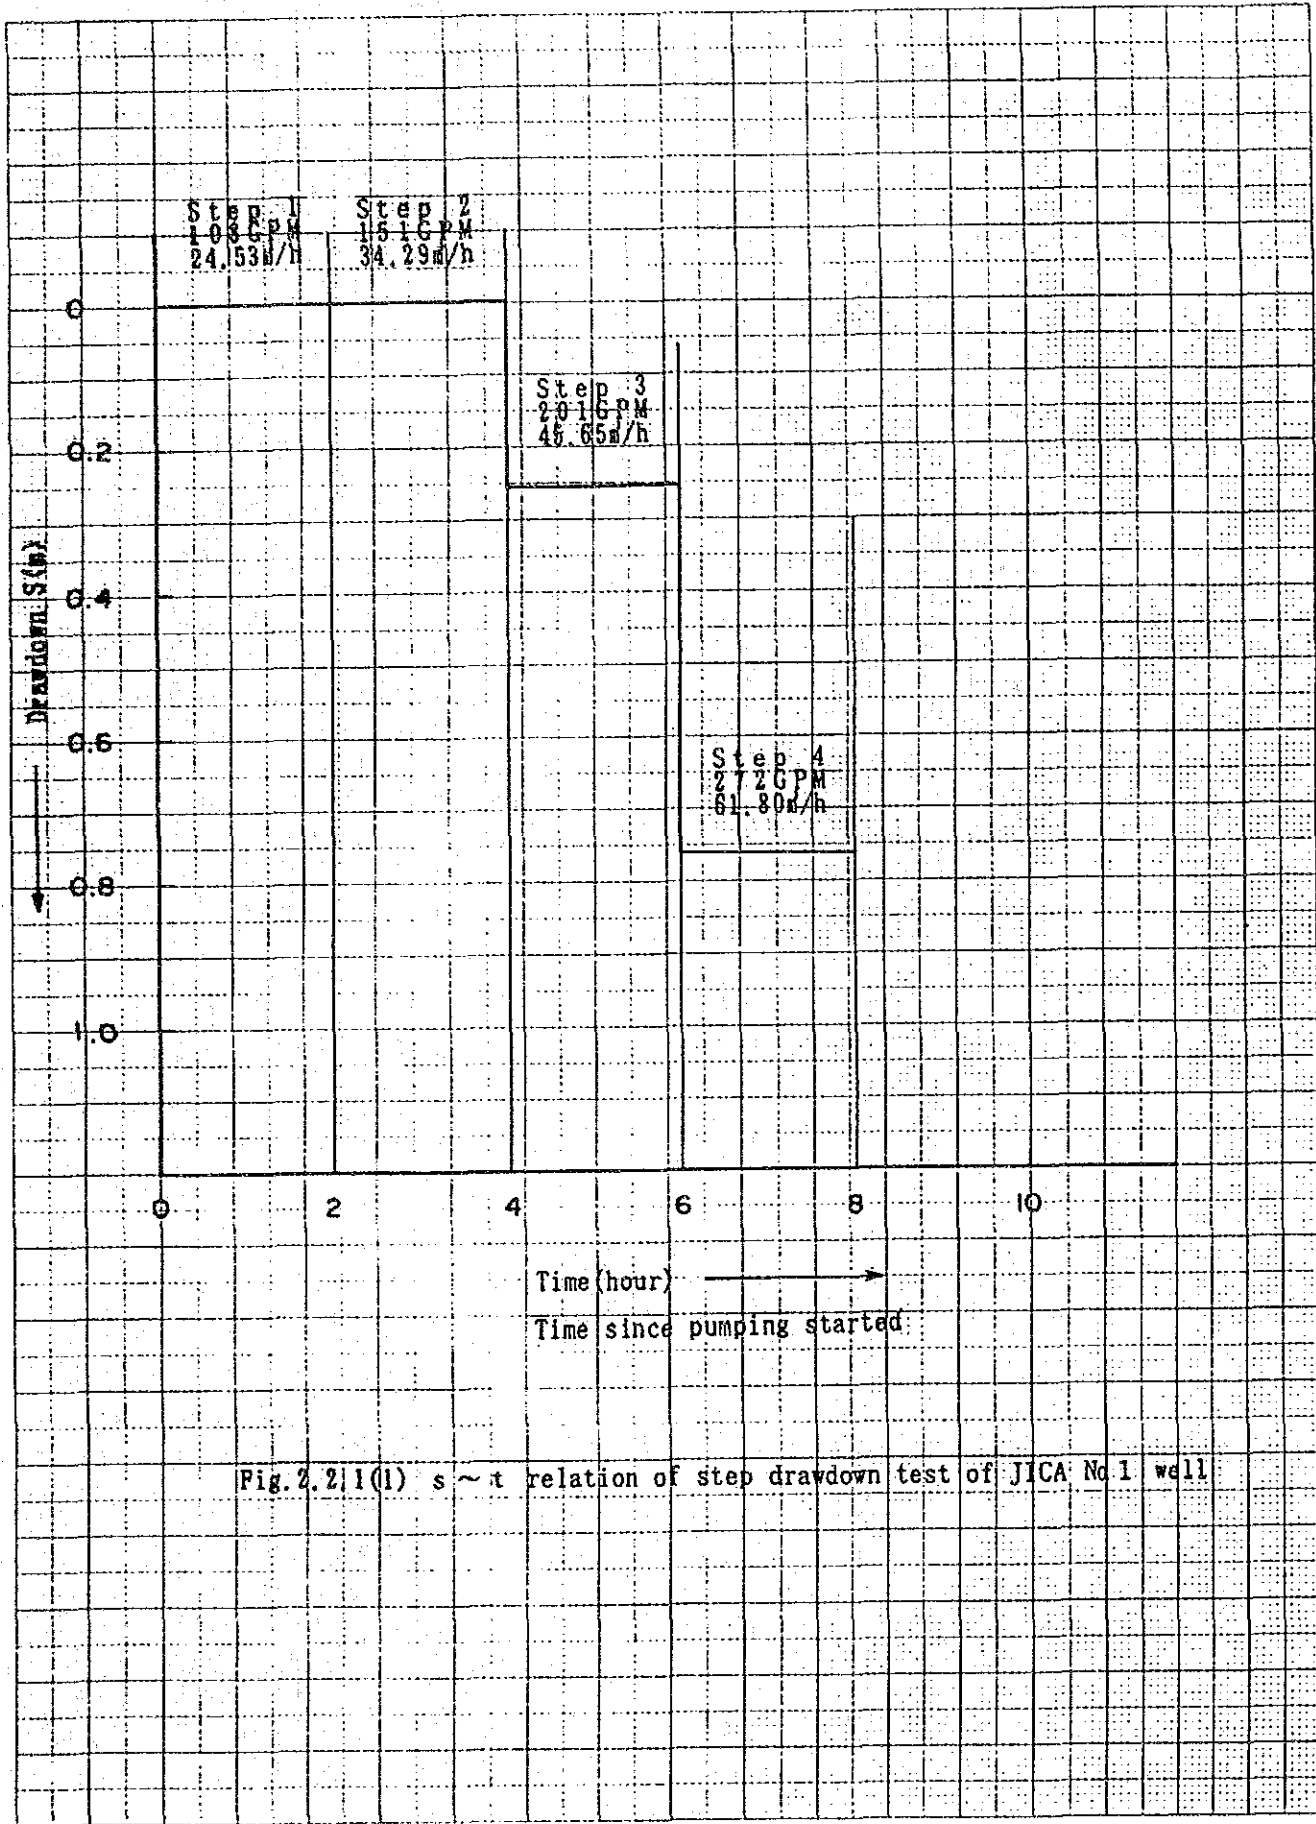 Step 1
108GPM
24.53m/h
Step 2
151GPM
34.29m/h
0
Step 3
201GPM
45.65m/h
0.2
Drawdown S(m)
0.4
0.6
Step 4
272GPM
61.80m/h
0.8
1.0
0 2 4 6 8 10
Time(hour)
Time since pumping started
Fig.2.2.1(1) s ~ t relation of step drawdown test of JICA No.1 well